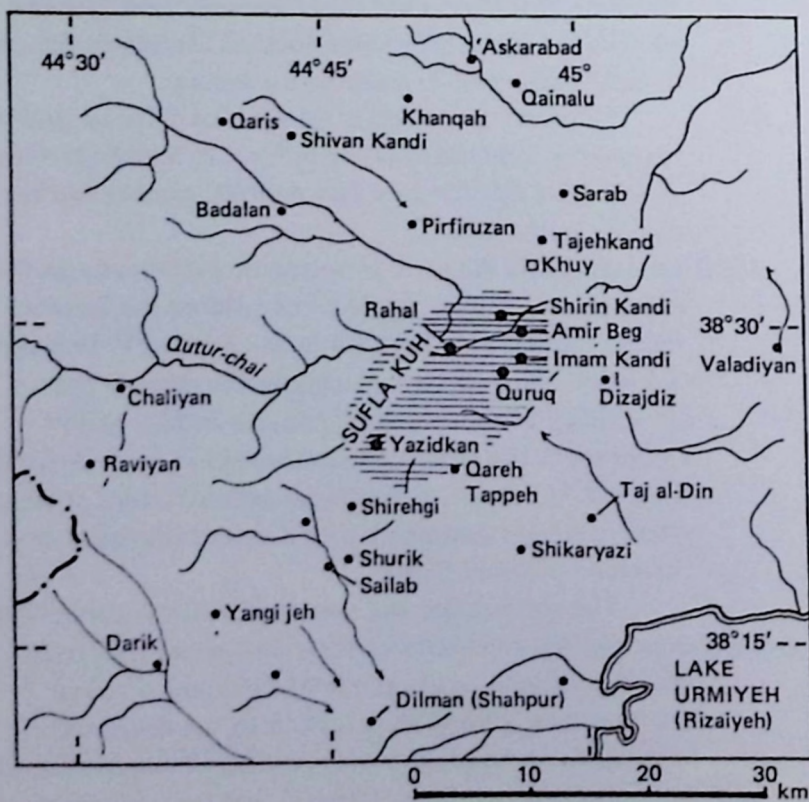 44°30′
44°45′
'Askarabad
45°
Qainalu
Khanqah
Qaris
Shivan Kandi
Sarab
Badalan
Pirfiruzan
Tajehkand
Khuy
Rahal
Shirin Kandi
38°30′
Amir Beg
Qutur-chai
SUFLA KUH
Imam Kandi
Valadiyan
Chaliyan
Quruq
Dizajdiz
Yazidkan
Raviyan
Qareh
Tappeh
Taj al-Din
Shirehgi
Shurik
Shikaryazi
Sailab
Yangi jeh
Darik
38°15′
LAKE
URMIYEH
(Rizaiyeh)
Dilman (Shahpur)
0 10 20 30
km